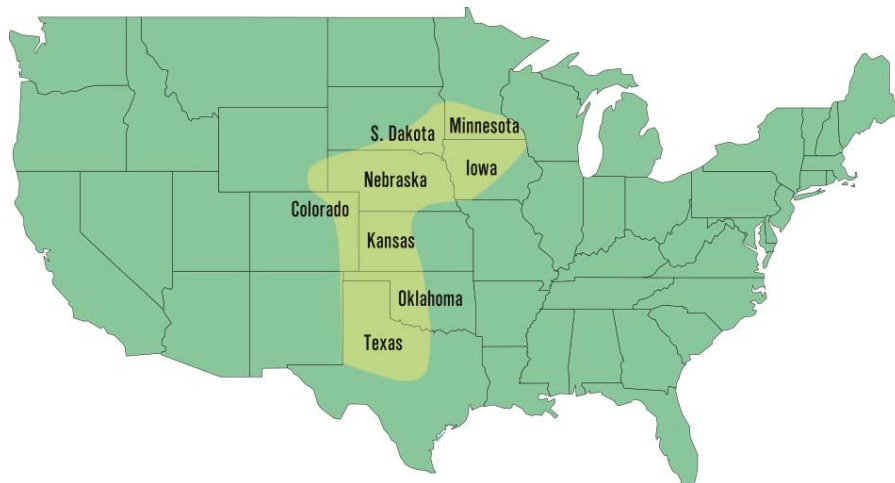 Minnesota
S. Dakota
Iowa
Nebraska
Colorado
Kansas
Oklahoma
Texas